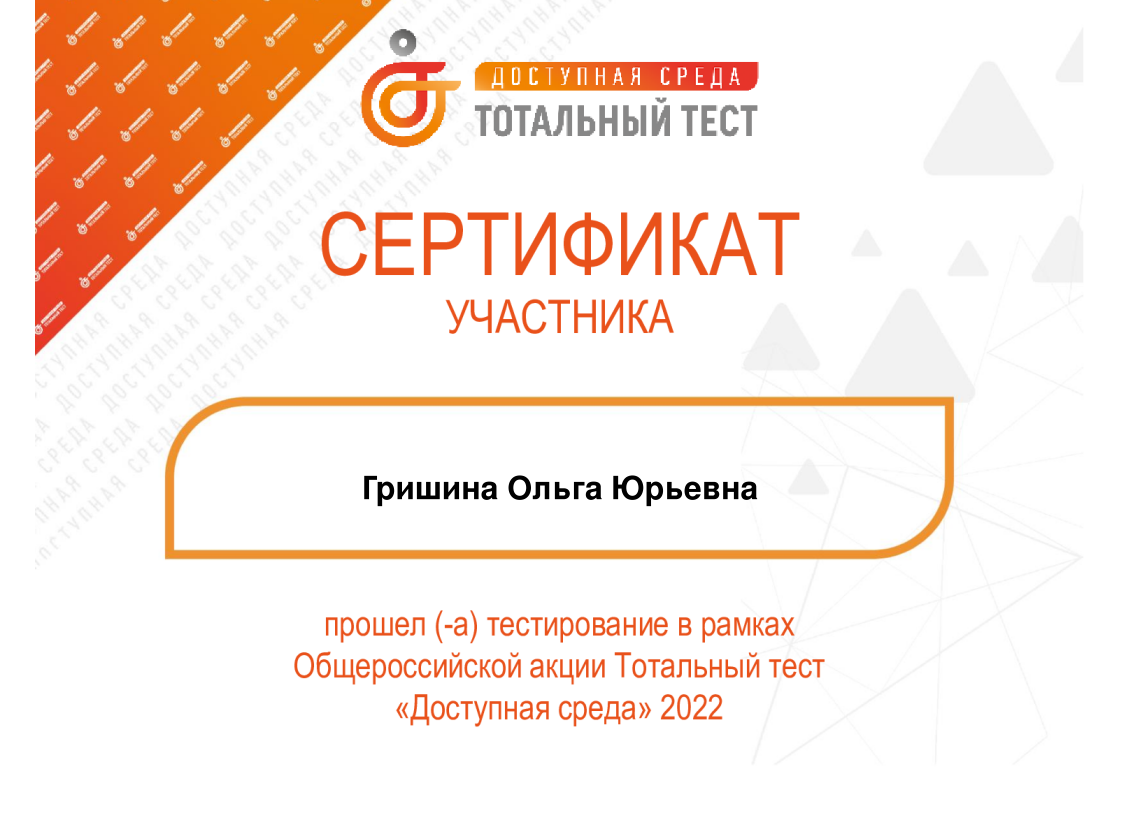 ДОСТУПНАЯ СРЕДА
ТОТАЛЬНЫЙ ТЕСТ
СЕРТИФИКАТ
УЧАСТНИКА
Гришина Ольга Юрьевна
прошел (-а) тестирование в рамках
Общероссийской акции Тотальный тест
«Доступная среда» 2022